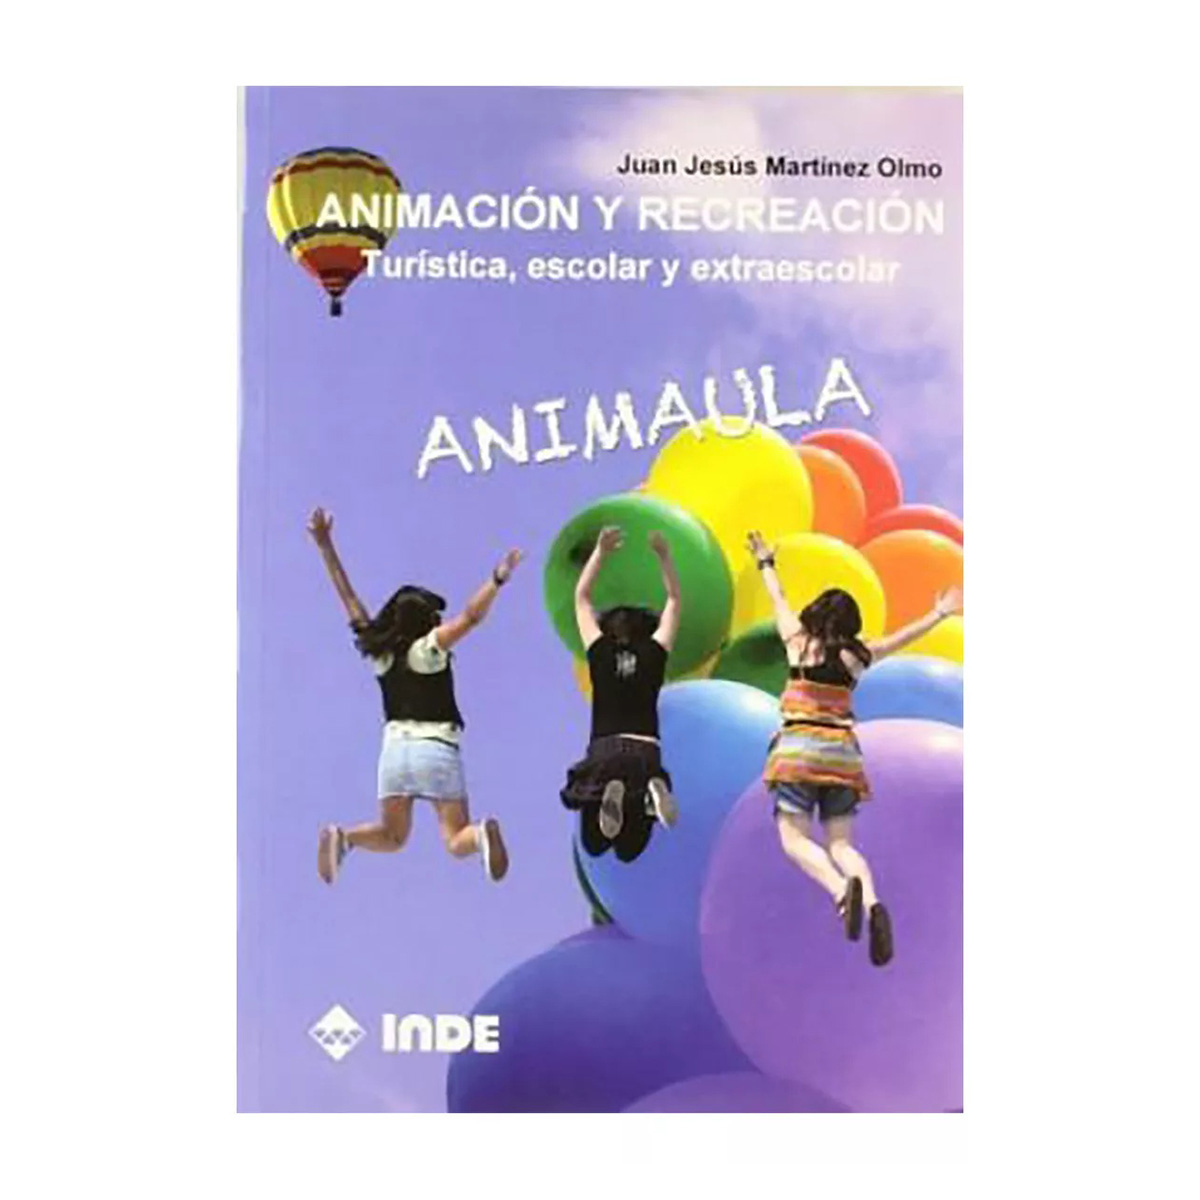 Juan Jesús Martínez Olmo
ANIMACIÓN Y RECREACIÓN
Turística, escolar y extraescolar
ANIMAULA
INDE